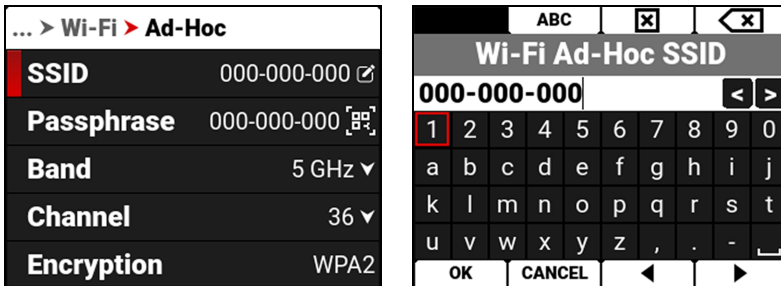 ... > Wi-Fi > Ad-Hoc
SSID 000-000-000
Passphrase 000-000-000
Band 5 GHz
Channel 36
Encryption WPA2
ABC
Wi-Fi Ad-Hoc SSID
000-000-000 < >
1 2 3 4 5 6 7 8 9 0
a b c d e f g h i j
k l m n o p q r s t
u v w x y z , . -
OK CANCEL